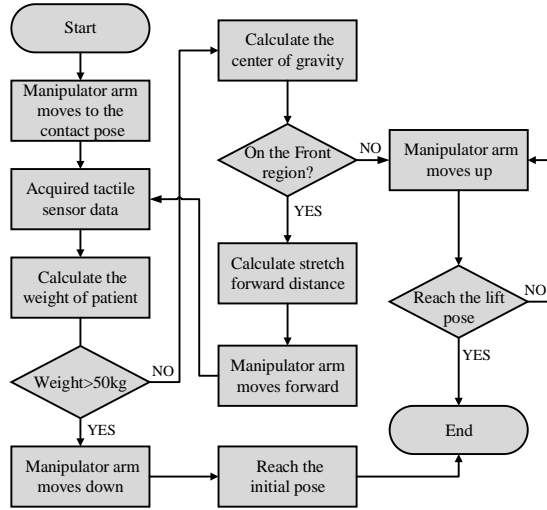 Start
Manipulator arm
moves to the
contact pose
Acquired tactile
sensor data
Calculate the
weight of patient
Weight>50kg
NO
YES
Manipulator arm
moves down
Reach the
initial pose
Calculate the
center of gravity
On the Front
region?
NO
YES
Calculate stretch
forward distance
Manipulator arm
moves forward
Manipulator arm
moves up
Reach the lift
pose
NO
YES
End